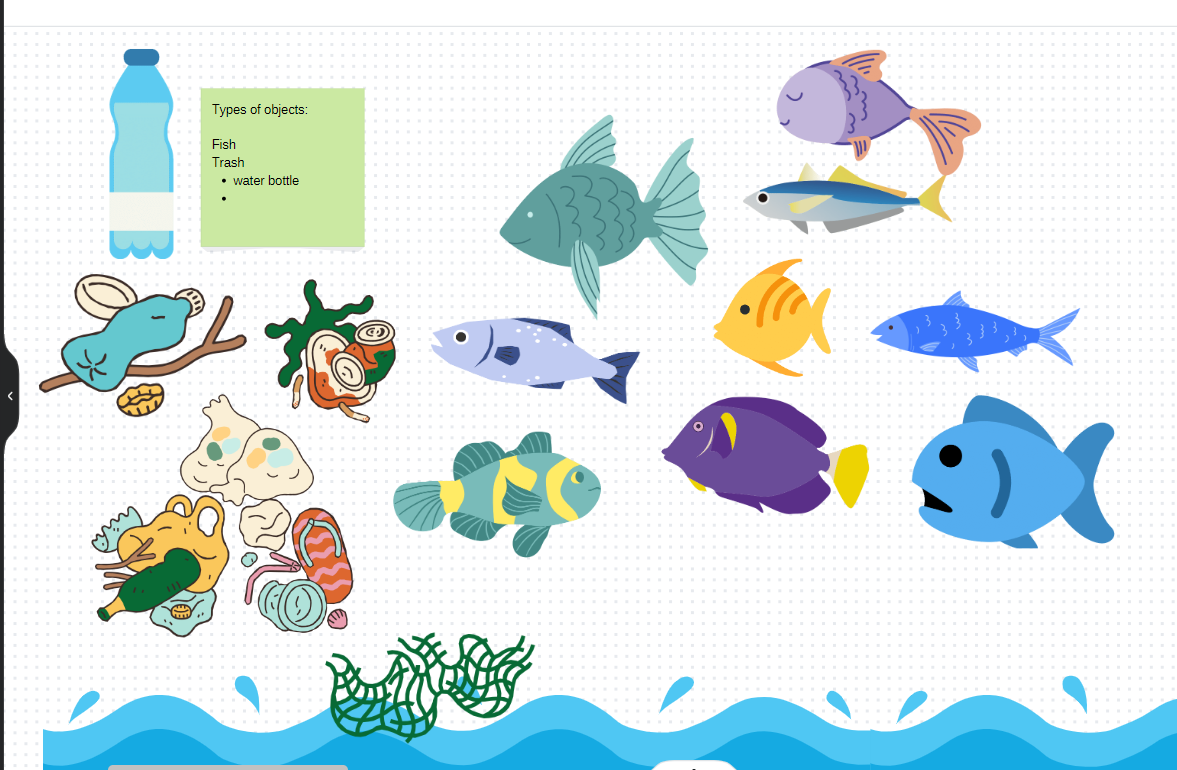 Types of objects:
Fish
Trash
• water bottle
•